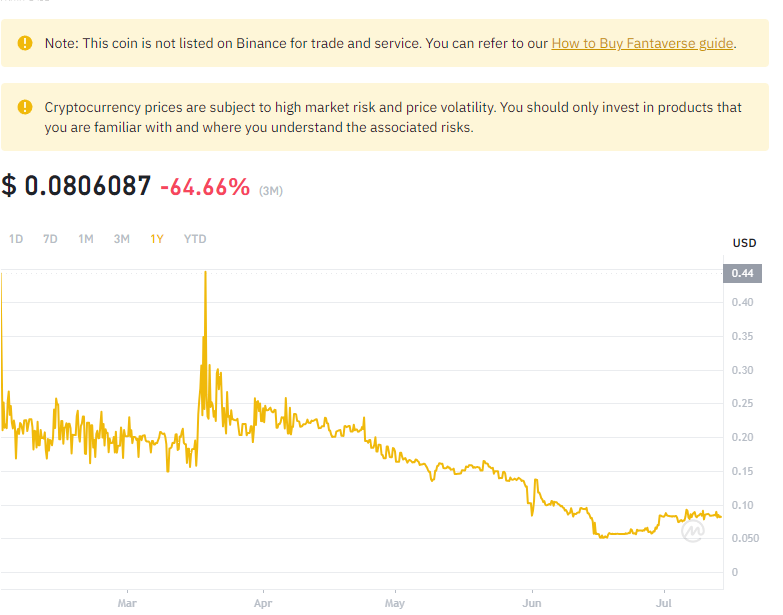 Note: This coin is not listed on Binance for trade and service. You can refer to our How to Buy Fantaverse guide.
Cryptocurrency prices are subject to high market risk and price volatility. You should only invest in products that
you are familiar with and where you understand the associated risks.
$ 0.0806087 -64.66% (3M)
1D 7D 1M 3M 1Y YTD
USD
0.44
0.40
0.35
0.30
0.25
0.20
0.15
0.10
0.050
0
Mar Apr May Jun Jul